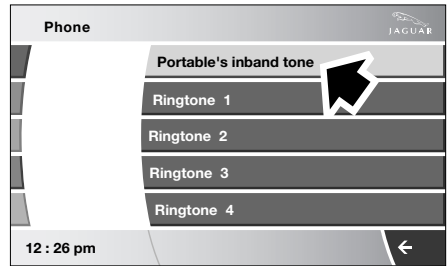 Phone
JAGUAR
Portable's inband tone
Ringtone 1
Ringtone 2
Ringtone 3
Ringtone 4
12 : 26 pm